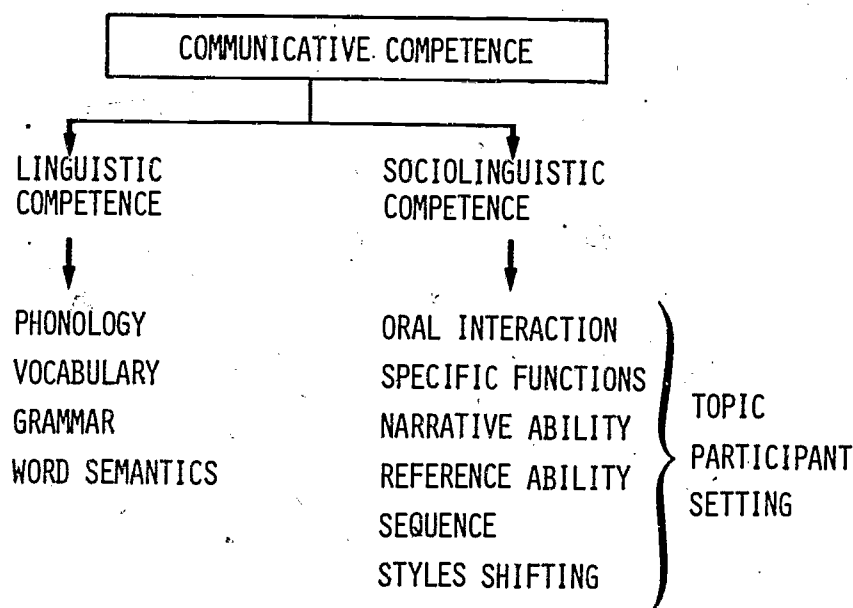 COMMUNICATIVE COMPETENCE
LINGUISTIC
COMPETENCE
PHONOLOGY
VOCABULARY
GRAMMAR
WORD SEMANTICS
SOCIOLINGUISTIC
COMPETENCE
ORAL INTERACTION
SPECIFIC FUNCTIONS
NARRATIVE ABILITY
REFERENCE ABILITY
SEQUENCE
STYLES SHIFTING
TOPIC
PARTICIPANT
SETTING